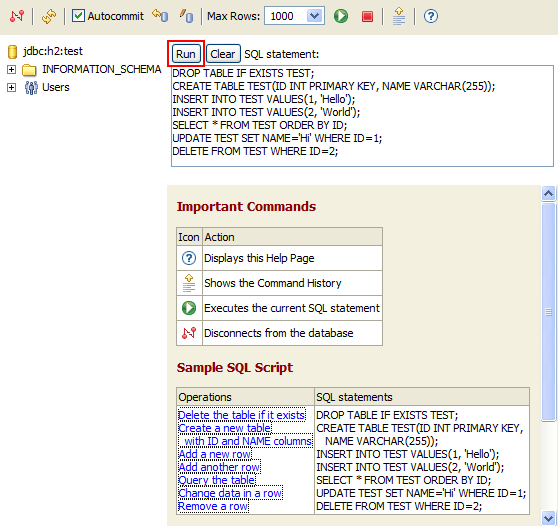 Autocommit Max Rows: 1000
jdbc:h2:test
INFORMATION_SCHEMA
Users
Run Clear SQL statement:
DROP TABLE IF EXISTS TEST;
CREATE TABLE TEST(ID INT PRIMARY KEY, NAME VARCHAR(255));
INSERT INTO TEST VALUES(1, 'Hello');
INSERT INTO TEST VALUES(2, 'World');
SELECT * FROM TEST ORDER BY ID;
UPDATE TEST SET NAME='Hi' WHERE ID=1;
DELETE FROM TEST WHERE ID=2;
Important Commands
Icon Action
? Displays this Help Page
Shows the Command History
Executes the current SQL statement
Disconnects from the database
Sample SQL Script
Operations SQL statements
Delete the table if it exists DROP TABLE IF EXISTS TEST;
Create a new table CREATE TABLE TEST(ID INT PRIMARY KEY,
with ID and NAME columns NAME VARCHAR(255));
Add a new row INSERT INTO TEST VALUES(1, 'Hello');
Add another row INSERT INTO TEST VALUES(2, 'World');
Query the table SELECT * FROM TEST ORDER BY ID;
Change data in a row UPDATE TEST SET NAME='Hi' WHERE ID=1;
Remove a row DELETE FROM TEST WHERE ID=2;